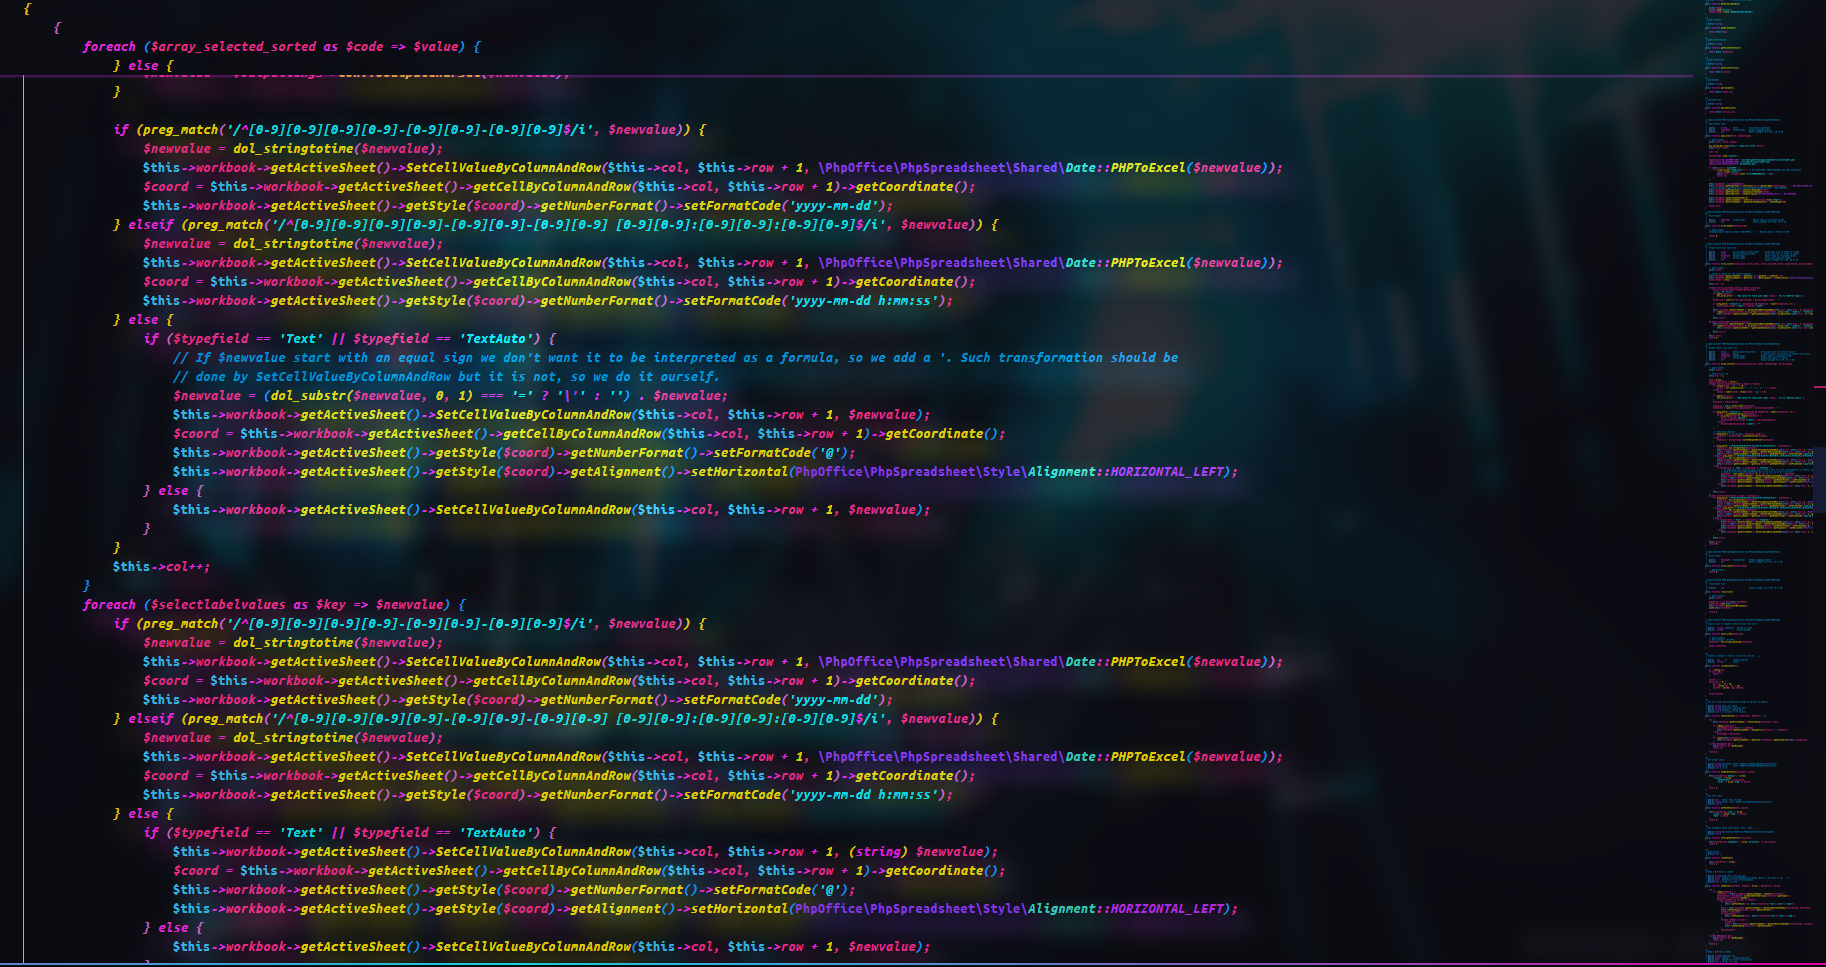 {
{
foreach ($array_selected_sorted as $code => $value) {
} else {
}
if (preg_match('/^[0-9][0-9][0-9][0-9]-[0-9][0-9]-[0-9][0-9]$/i', $newvalue)) {
$newvalue = dol_stringtotime($newvalue);
$this->workbook->getActiveSheet()->SetCellValueByColumnAndRow($this->col, $this->row + 1, \PhpOffice\PhpSpreadsheet\Shared\Date::PHPToExcel($newvalue));
$coord = $this->workbook->getActiveSheet()->getCellByColumnAndRow($this->col, $this->row + 1)->getCoordinate();
$this->workbook->getActiveSheet()->getStyle($coord)->getNumberFormat()->setFormatCode('yyyy-mm-dd');
} elseif (preg_match('/^[0-9][0-9][0-9][0-9]-[0-9][0-9]-[0-9][0-9] [0-9][0-9]:[0-9][0-9]:[0-9][0-9]$/i', $newvalue)) {
$newvalue = dol_stringtotime($newvalue);
$this->workbook->getActiveSheet()->SetCellValueByColumnAndRow($this->col, $this->row + 1, \PhpOffice\PhpSpreadsheet\Shared\Date::PHPToExcel($newvalue));
$coord = $this->workbook->getActiveSheet()->getCellByColumnAndRow($this->col, $this->row + 1)->getCoordinate();
$this->workbook->getActiveSheet()->getStyle($coord)->getNumberFormat()->setFormatCode('yyyy-mm-dd h:mm:ss');
} else {
if ($typefield == 'Text' || $typefield == 'TextAuto') {
// If $newvalue start with an equal sign we don't want it to be interpreted as a formula, so we add a '. Such transformation should be
// done by SetCellValueByColumnAndRow but it is not, so we do it ourself.
$newvalue = (dol_substr($newvalue, 0, 1) === '=' ? '\'' : '') . $newvalue;
$this->workbook->getActiveSheet()->SetCellValueByColumnAndRow($this->col, $this->row + 1, $newvalue);
$coord = $this->workbook->getActiveSheet()->getCellByColumnAndRow($this->col, $this->row + 1)->getCoordinate();
$this->workbook->getActiveSheet()->getStyle($coord)->getNumberFormat()->setFormatCode('@');
$this->workbook->getActiveSheet()->getStyle($coord)->getAlignment()->setHorizontal(PhpOffice\PhpSpreadsheet\Style\Alignment::HORIZONTAL_LEFT);
} else {
$this->workbook->getActiveSheet()->SetCellValueByColumnAndRow($this->col, $this->row + 1, $newvalue);
}
}
$this->col++;
}
foreach ($selectlabelvalues as $key => $newvalue) {
if (preg_match('/^[0-9][0-9][0-9][0-9]-[0-9][0-9]-[0-9][0-9]$/i', $newvalue)) {
$newvalue = dol_stringtotime($newvalue);
$this->workbook->getActiveSheet()->SetCellValueByColumnAndRow($this->col, $this->row + 1, \PhpOffice\PhpSpreadsheet\Shared\Date::PHPToExcel($newvalue));
$coord = $this->workbook->getActiveSheet()->getCellByColumnAndRow($this->col, $this->row + 1)->getCoordinate();
$this->workbook->getActiveSheet()->getStyle($coord)->getNumberFormat()->setFormatCode('yyyy-mm-dd');
} elseif (preg_match('/^[0-9][0-9][0-9][0-9]-[0-9][0-9]-[0-9][0-9] [0-9][0-9]:[0-9][0-9]:[0-9][0-9]$/i', $newvalue)) {
$newvalue = dol_stringtotime($newvalue);
$this->workbook->getActiveSheet()->SetCellValueByColumnAndRow($this->col, $this->row + 1, \PhpOffice\PhpSpreadsheet\Shared\Date::PHPToExcel($newvalue));
$coord = $this->workbook->getActiveSheet()->getCellByColumnAndRow($this->col, $this->row + 1)->getCoordinate();
$this->workbook->getActiveSheet()->getStyle($coord)->getNumberFormat()->setFormatCode('yyyy-mm-dd h:mm:ss');
} else {
if ($typefield == 'Text' || $typefield == 'TextAuto') {
$this->workbook->getActiveSheet()->SetCellValueByColumnAndRow($this->col, $this->row + 1, (string) $newvalue);
$coord = $this->workbook->getActiveSheet()->getCellByColumnAndRow($this->col, $this->row + 1)->getCoordinate();
$this->workbook->getActiveSheet()->getStyle($coord)->getNumberFormat()->setFormatCode('@');
$this->workbook->getActiveSheet()->getStyle($coord)->getAlignment()->setHorizontal(PhpOffice\PhpSpreadsheet\Style\Alignment::HORIZONTAL_LEFT);
} else {
$this->workbook->getActiveSheet()->SetCellValueByColumnAndRow($this->col, $this->row + 1, $newvalue);